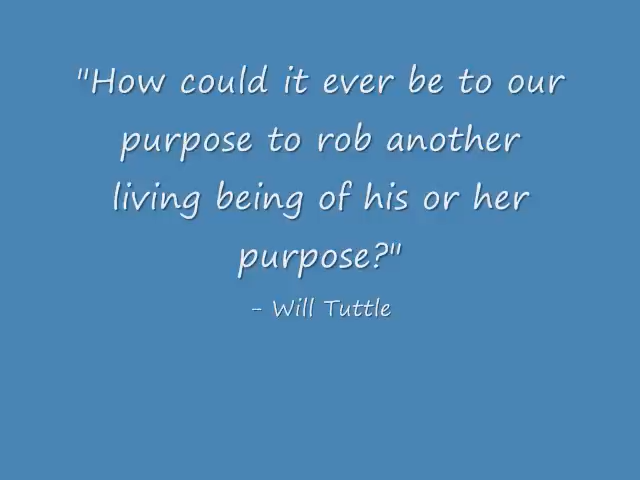 "How could it ever be to our
purpose to rob another
living being of his or her
purpose?"
- Will Tuttle